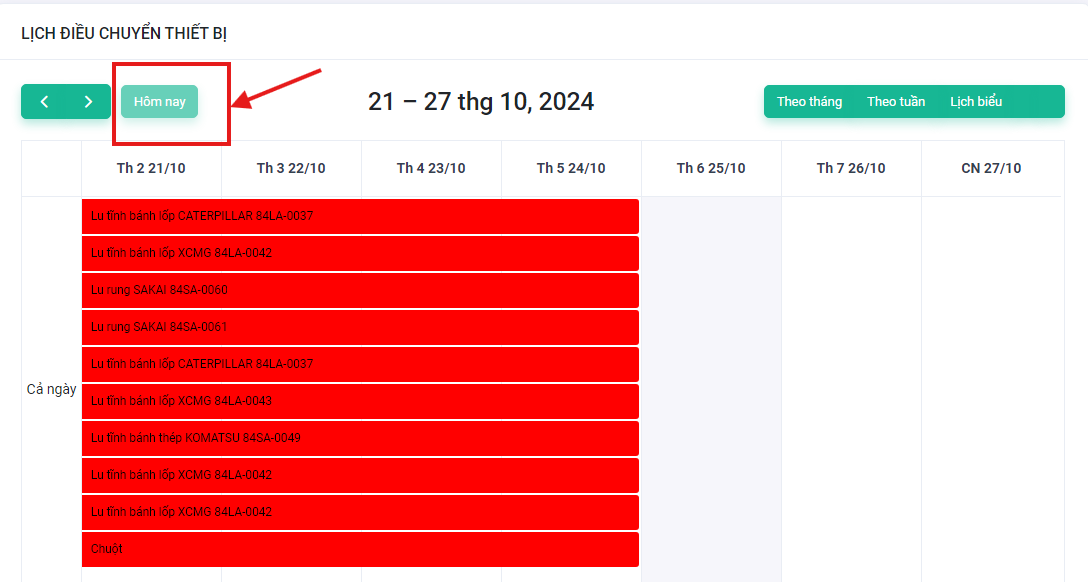 LỊCH ĐIỀU CHUYỂN THIẾT BỊ
Hôm nay
21 – 27 thg 10, 2024
Theo tháng Theo tuần Lịch biểu
Th 2 21/10 Th 3 22/10 Th 4 23/10 Th 5 24/10 Th 6 25/10 Th 7 26/10 CN 27/10
Cả ngày
Lu tĩnh bánh lốp CATERPILLAR 84LA-0037
Lu tĩnh bánh lốp XCMG 84LA-0042
Lu rung SAKAI 84SA-0060
Lu rung SAKAI 84SA-0061
Lu tĩnh bánh lốp CATERPILLAR 84LA-0037
Lu tĩnh bánh lốp XCMG 84LA-0043
Lu tĩnh bánh thép KOMATSU 84SA-0049
Lu tĩnh bánh lốp XCMG 84LA-0042
Lu tĩnh bánh lốp XCMG 84LA-0042
Chuột